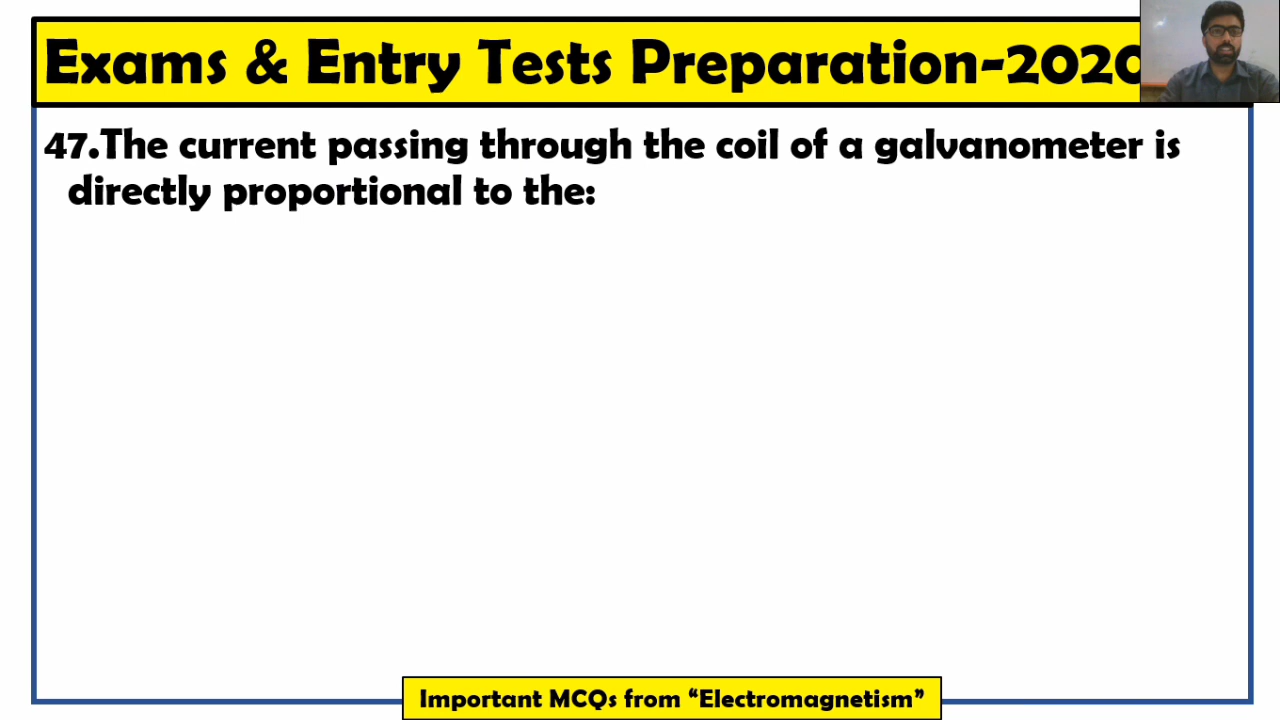 Exams & Entry Tests Preparation-2020
47.The current passing through the coil of a galvanometer is
directly proportional to the:
Important MCQs from “Electromagnetism”